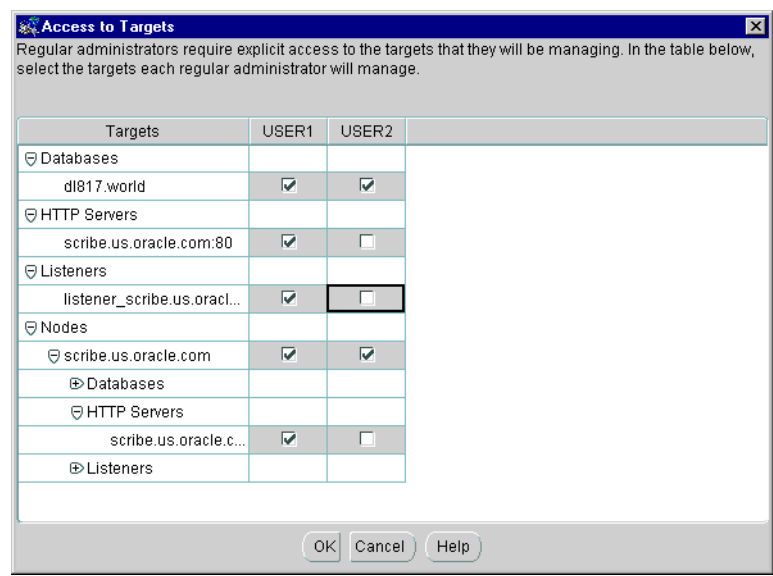 Access to Targets
Regular administrators require explicit access to the targets that they will be managing. In the table below,
select the targets each regular administrator will manage.
Targets USER1 USER2
Databases
dl817.world
HTTP Servers
scribe.us.oracle.com:80
Listeners
listener_scribe.us.oracl...
Nodes
scribe.us.oracle.com
Databases
HTTP Servers
scribe.us.oracle.c...
Listeners
OK Cancel Help